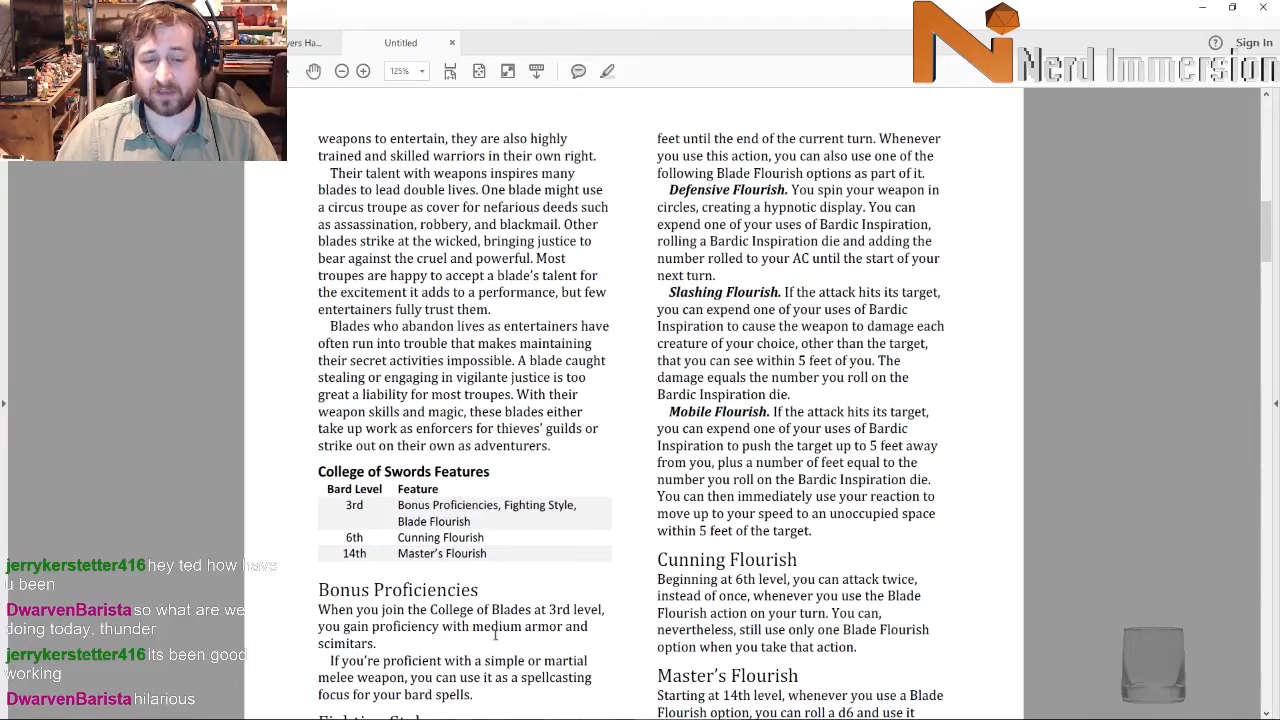 yers Ha...
Untitled
125%
Sign In
Nerd Immersion
weapons to entertain, they are also highly
trained and skilled warriors in their own right.
Their talent with weapons inspires many
blades to lead double lives. One blade might use
a circus troupe as cover for nefarious deeds such
as assassination, robbery, and blackmail. Other
blades strike at the wicked, bringing justice to
bear against the cruel and powerful. Most
troupes are happy to accept a blade's talent for
the excitement it adds to a performance, but few
entertainers fully trust them.
Blades who abandon lives as entertainers have
often run into trouble that makes maintaining
their secret activities impossible. A blade caught
stealing or engaging in vigilante justice is too
great a liability for most troupes. With their
weapon skills and magic, these blades either
take up work as enforcers for thieves' guilds or
strike out on their own as adventurers.
College of Swords Features
Bard Level Feature
3rd Bonus Proficiencies, Fighting Style,
Blade Flourish
6th Cunning Flourish
14th Master's Flourish
Bonus Proficiencies
When you join the College of Blades at 3rd level,
you gain proficiency with medium armor and
scimitars.
If you're proficient with a simple or martial
melee weapon, you can use it as a spellcasting
focus for your bard spells.
feet until the end of the current turn. Whenever
you use this action, you can also use one of the
following Blade Flourish options as part of it.
Defensive Flourish. You spin your weapon in
circles, creating a hypnotic display. You can
expend one of your uses of Bardic Inspiration,
rolling a Bardic Inspiration die and adding the
number rolled to your AC until the start of your
next turn.
Slashing Flourish. If the attack hits its target,
you can expend one of your uses of Bardic
Inspiration to cause the weapon to damage each
creature of your choice, other than the target,
that you can see within 5 feet of you. The
damage equals the number you roll on the
Bardic Inspiration die.
Mobile Flourish. If the attack hits its target,
you can expend one of your uses of Bardic
Inspiration to push the target up to 5 feet away
from you, plus a number of feet equal to the
number you roll on the Bardic Inspiration die.
You can then immediately use your reaction to
move up to your speed to an unoccupied space
within 5 feet of the target.
Cunning Flourish
Beginning at 6th level, you can attack twice,
instead of once, whenever you use the Blade
Flourish action on your turn. You can,
nevertheless, still use only one Blade Flourish
option when you take that action.
Master's Flourish
Starting at 14th level, whenever you use a Blade
Flourish option, you can roll a d6 and use it
jerrykerstetter416 hey ted how have
u been
DwarvenBarista so what are we
doing today, thunder
jerrykerstetter416 its been good
working
DwarvenBarista hilarious